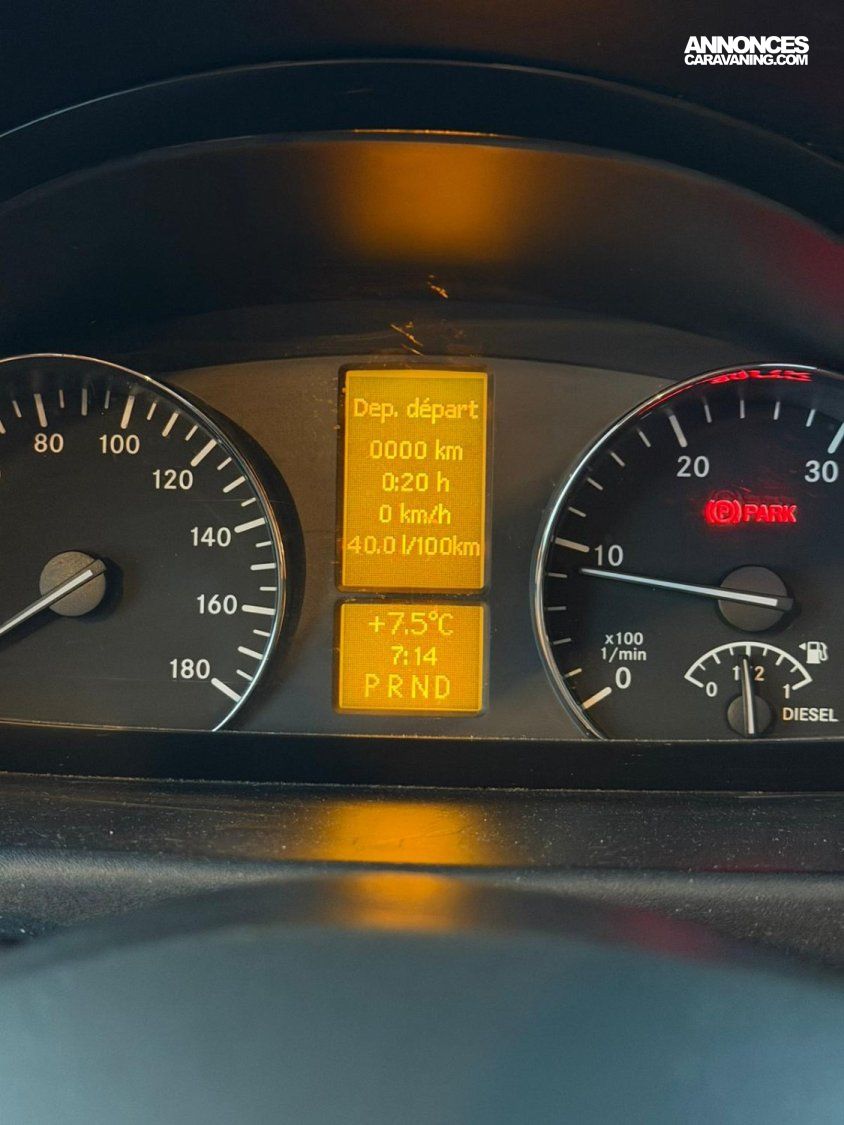 ANNONCES
CARAVANING.COM
Dep. départ
0000 km
0:20 h
0 km/h
40.0 l/100km
+7.5°C
7:14
PRND
80
100
120
140
160
180
0
10
20
30
x100
1/min
(P) PARK
0
1/2
1
DIESEL